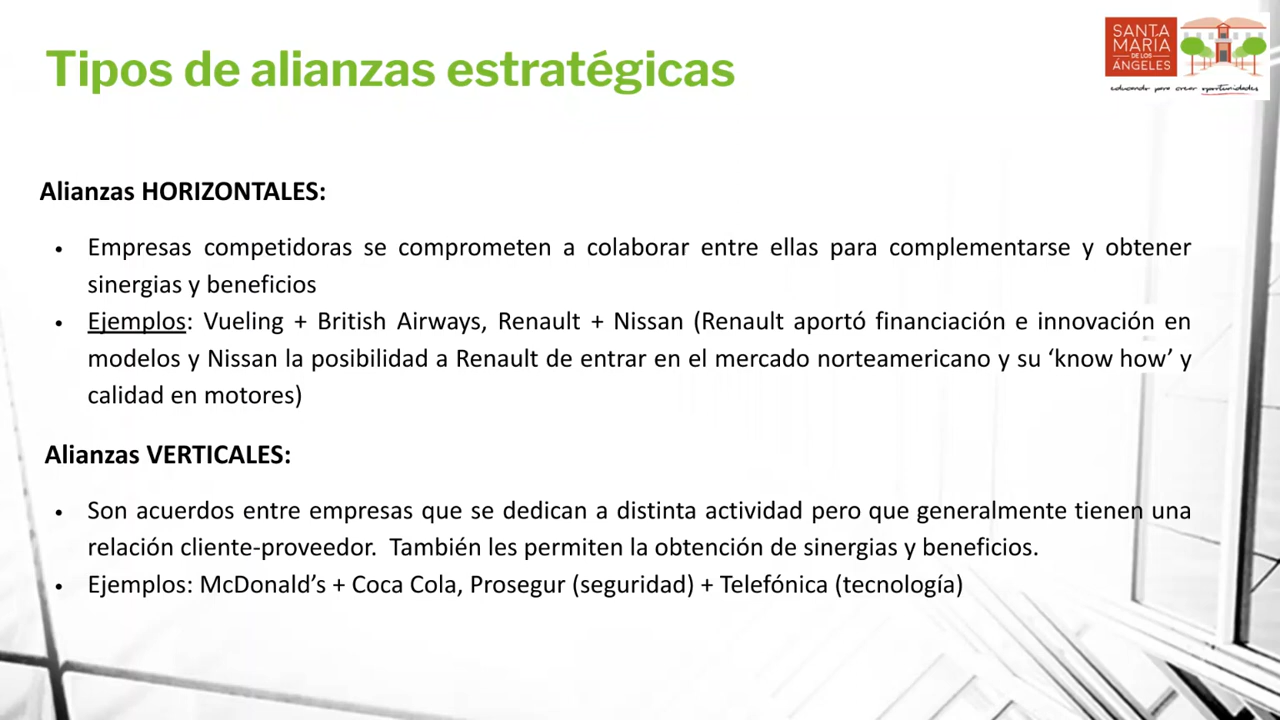 Tipos de alianzas estratégicas
SANTA
MARIA
DE LOS
ÁNGELES
educando para crear oportunidades
Alianzas HORIZONTALES:
• Empresas competidoras se comprometen a colaborar entre ellas para complementarse y obtener
sinergias y beneficios
• Ejemplos: Vueling + British Airways, Renault + Nissan (Renault aportó financiación e innovación en
modelos y Nissan la posibilidad a Renault de entrar en el mercado norteamericano y su ‘know how’ y
calidad en motores)
Alianzas VERTICALES:
• Son acuerdos entre empresas que se dedican a distinta actividad pero que generalmente tienen una
relación cliente-proveedor.  También les permiten la obtención de sinergias y beneficios.
• Ejemplos: McDonald’s + Coca Cola, Prosegur (seguridad) + Telefónica (tecnología)